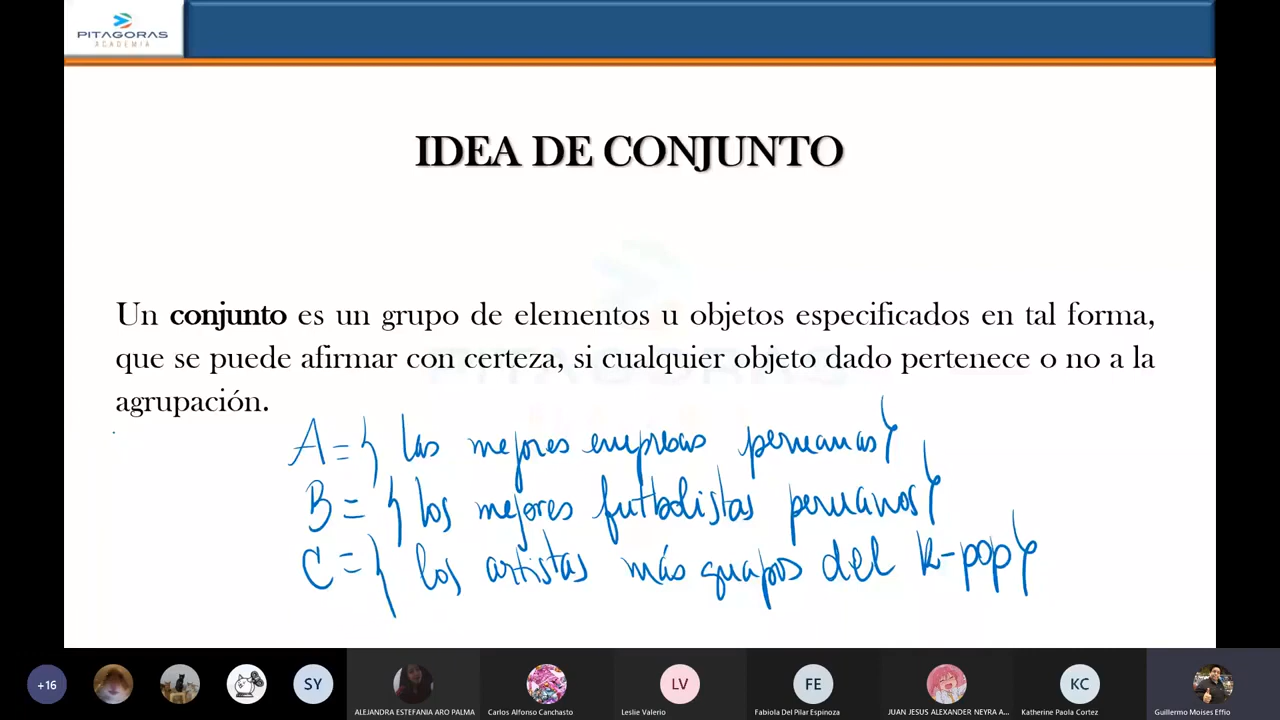 PITAGORAS
ACADEMIA
IDEA DE CONJUNTO
Un conjunto es un grupo de elementos u objetos especificados en tal forma,
que se puede afirmar con certeza, si cualquier objeto dado pertenece o no a la
agrupación.
PITAGORAS
A = { las mejores empresas peruanas }
B = { los mejores futbolistas peruanos }
C = { los artistas más guapos del k-pop }
+16
SY
LV
FE
KC
ALEJANDRA ESTEFANIA ARO PALMA
Carlos Alfonso Canchasto
Leslie Valerio
Fabiola Del Pilar Espinoza
JUAN JESUS ALEXANDER NEYRA A...
Katherine Paola Cortez
Guillermo Moises Effio